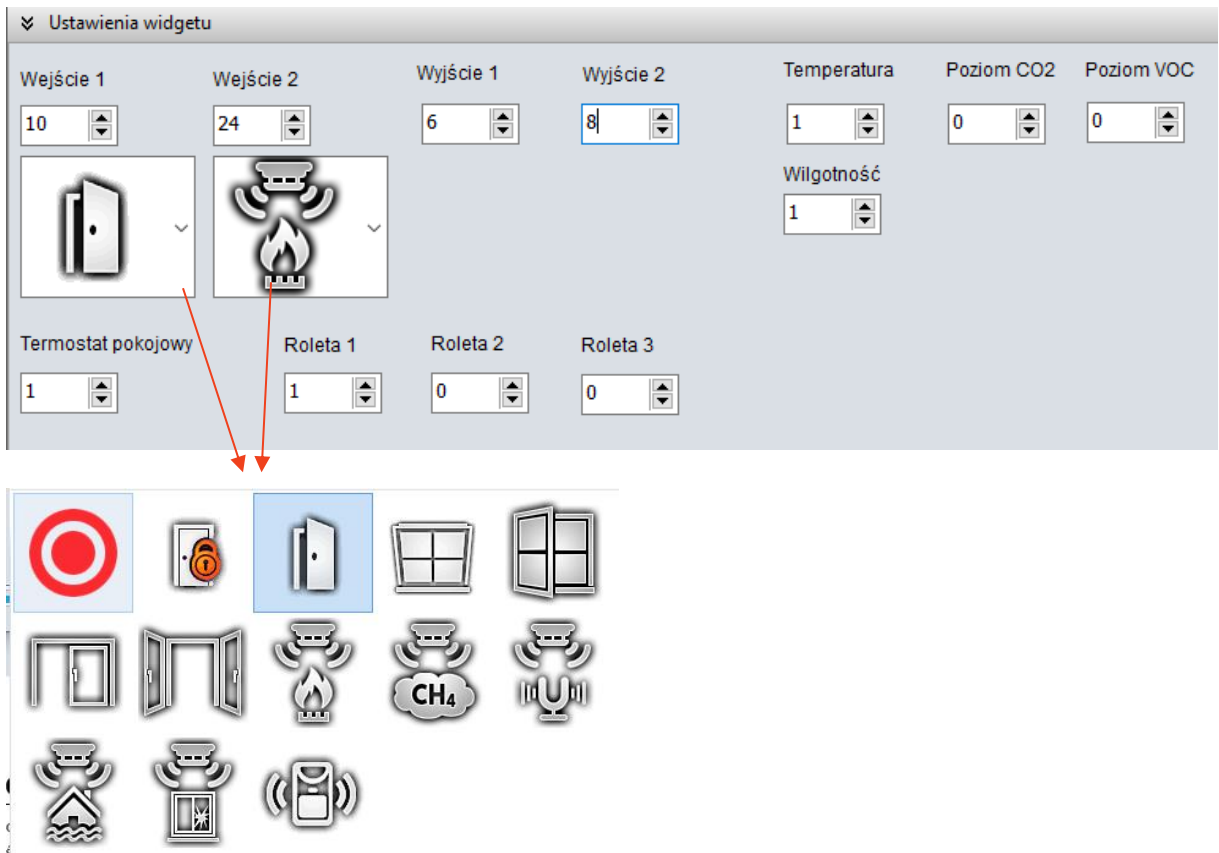 Ustawienia widgetu
Wejście 1 Wejście 2 Wyjście 1 Wyjście 2 Temperatura Poziom CO2 Poziom VOC
10 24 6 8 1 0 0
Wilgotność
1
Termostat pokojowy Roleta 1 Roleta 2 Roleta 3
1 1 0 0
CH4